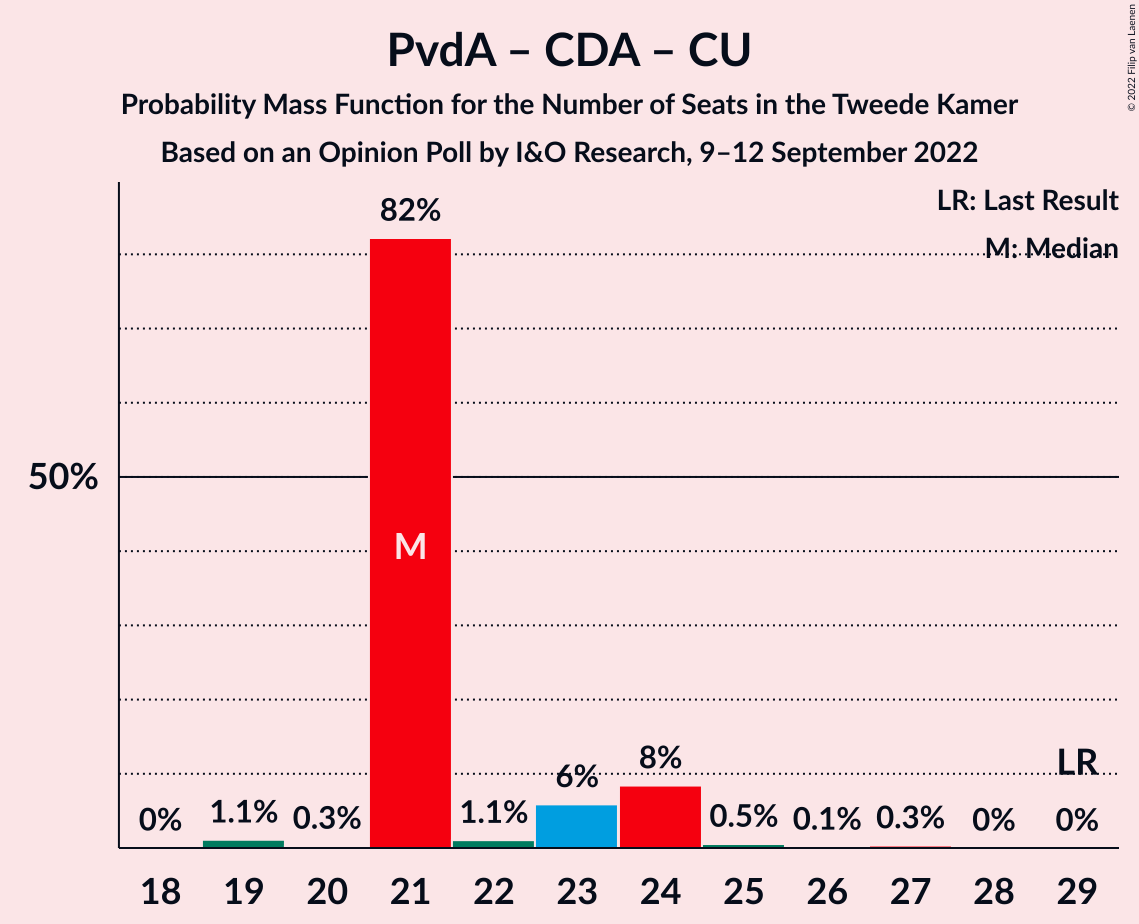 PvdA – CDA – CU
Probability Mass Function for the Number of Seats in the Tweede Kamer
Based on an Opinion Poll by I&O Research, 9–12 September 2022
© 2022 Filip van Laenen
LR: Last Result
M: Median
82%
50%
M
0%
1.1%
0.3%
1.1%
6%
8%
0.5%
0.1%
0.3%
0%
LR
0%
18 19 20 21 22 23 24 25 26 27 28 29